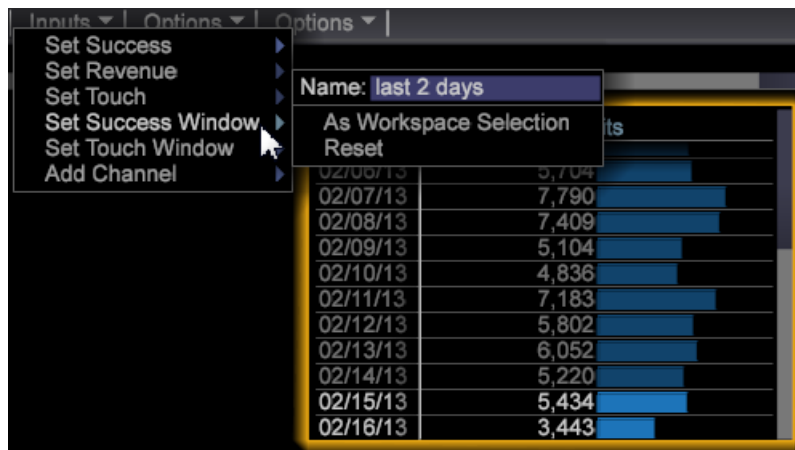 Inputs Options Options
Set Success
Set Revenue
Set Touch
Set Success Window
Set Touch Window
Add Channel
Name: last 2 days
As Workspace Selection
Reset
its
02/06/13 5,704
02/07/13 7,790
02/08/13 7,409
02/09/13 5,104
02/10/13 4,836
02/11/13 7,183
02/12/13 5,802
02/13/13 6,052
02/14/13 5,220
02/15/13 5,434
02/16/13 3,443